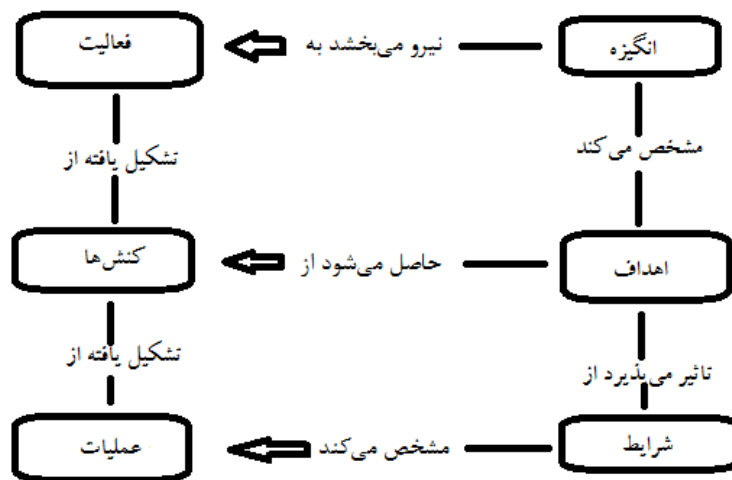 انگیزه
نیرو می‌بخشد به
فعالیت
مشخص می‌کند
تشکیل یافته از
اهداف
حاصل می‌شود از
کنش‌ها
تاثیر می‌پذیرد از
تشکیل یافته از
شرایط
مشخص می‌کند
عملیات